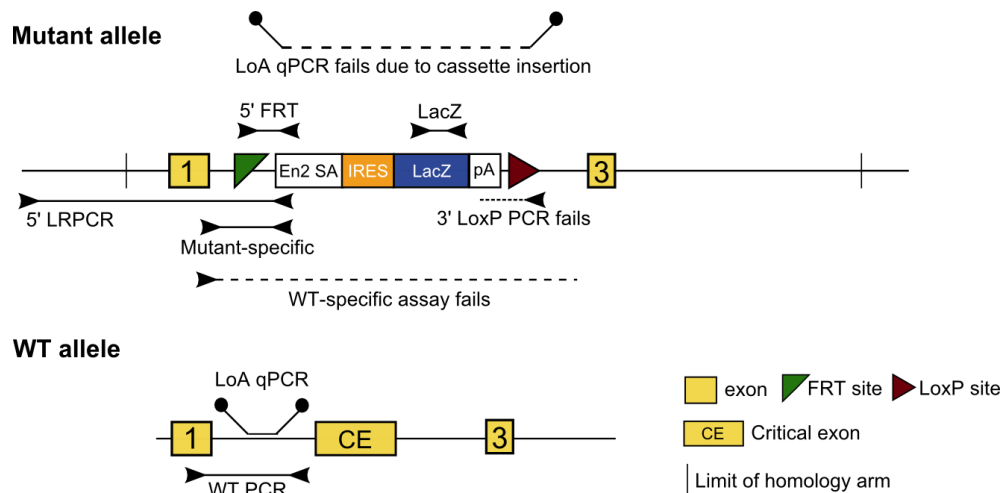 Mutant allele
LoA qPCR fails due to cassette insertion
5' FRT
LacZ
1
En2 SA
IRES
LacZ
pA
3
5' LRPCR
3' LoxP PCR fails
Mutant-specific
WT-specific assay fails
WT allele
LoA qPCR
1
CE
3
WT PCR
exon
FRT site
LoxP site
CE
Critical exon
Limit of homology arm